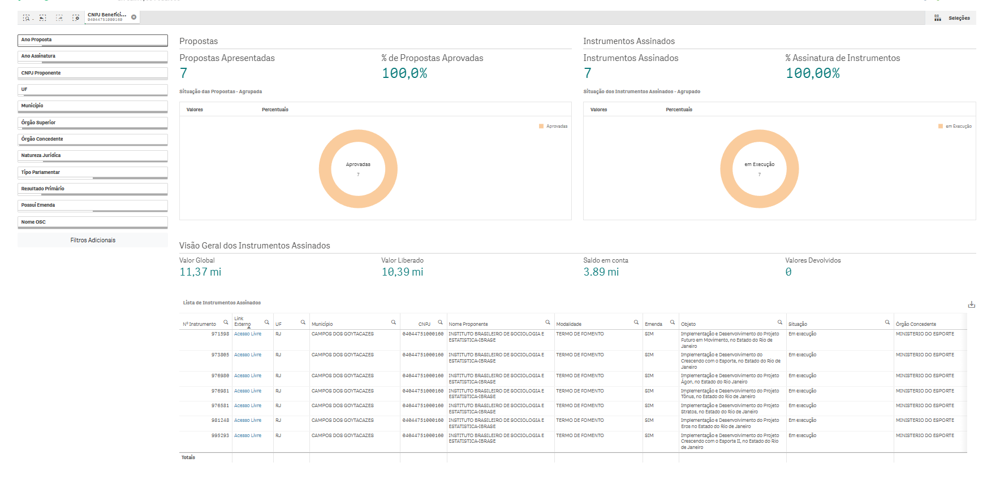 CNPJ Benefici...
04044751000160
Seleções
Ano Proposta
Ano Assinatura
CNPJ Proponente
UF
Município
Órgão Superior
Órgão Concedente
Natureza Jurídica
Tipo Parlamentar
Resultado Primário
Possui Emenda
Nome OSC
Filtros Adicionais
Propostas
Propostas Apresentadas
7
% de Propostas Aprovadas
100,0%
Situação das Propostas - Agrupada
Valores Percentuais
Aprovadas
Aprovadas
7
Instrumentos Assinados
Instrumentos Assinados
7
% Assinatura de Instrumentos
100,00%
Situação dos Instrumentos Assinados - Agrupado
Valores Percentuais
em Execução
em Execução
7
Visão Geral dos Instrumentos Assinados
Valor Global
11,37 mi
Valor Liberado
10,39 mi
Saldo em conta
3.89 mi
Valores Devolvidos
0
Lista de Instrumentos Assinados
Nº Instrumento Link Externo UF Município CNPJ Nome Proponente Modalidade Emenda Objeto Situação Órgão Concedente
971598 Acesso Livre RJ CAMPOS DOS GOYTACAZES 04044751000160 INSTITUTO BRASILEIRO DE SOCIOLOGIA E ESTATISTICA-IBRASE TERMO DE FOMENTO SIM Implementação e Desenvolvimento do Projeto Futuro em Movimento, no Estado do Rio de Janeiro Em execução MINISTERIO DO ESPORTE
973805 Acesso Livre RJ CAMPOS DOS GOYTACAZES 04044751000160 INSTITUTO BRASILEIRO DE SOCIOLOGIA E ESTATISTICA-IBRASE TERMO DE FOMENTO SIM Implementação e Desenvolvimento do Crescendo com o Esporte, no Estado do Rio de Janeiro Em execução MINISTERIO DO ESPORTE
976980 Acesso Livre RJ CAMPOS DOS GOYTACAZES 04044751000160 INSTITUTO BRASILEIRO DE SOCIOLOGIA E ESTATISTICA-IBRASE TERMO DE FOMENTO SIM Implementação e Desenvolvimento do Projeto Ágon, no Estado do Rio Janeiro Em execução MINISTERIO DO ESPORTE
976981 Acesso Livre RJ CAMPOS DOS GOYTACAZES 04044751000160 INSTITUTO BRASILEIRO DE SOCIOLOGIA E ESTATISTICA-IBRASE TERMO DE FOMENTO SIM Implementação e Desenvolvimento do Projeto Tônus, no Estado do Rio de Janeiro Em execução MINISTERIO DO ESPORTE
976581 Acesso Livre RJ CAMPOS DOS GOYTACAZES 04044751000160 INSTITUTO BRASILEIRO DE SOCIOLOGIA E ESTATISTICA-IBRASE TERMO DE FOMENTO SIM Implementação e Desenvolvimento do Projeto Stratos, no Estado do Rio de Janeiro Em execução MINISTERIO DO ESPORTE
981248 Acesso Livre RJ CAMPOS DOS GOYTACAZES 04044751000160 INSTITUTO BRASILEIRO DE SOCIOLOGIA E ESTATISTICA-IBRASE TERMO DE FOMENTO SIM Implementação e Desenvolvimento do Projeto Eros no Estado do Rio de Janeiro Em execução MINISTERIO DO ESPORTE
995293 Acesso Livre RJ CAMPOS DOS GOYTACAZES 04044751000160 INSTITUTO BRASILEIRO DE SOCIOLOGIA E ESTATISTICA-IBRASE TERMO DE FOMENTO SIM Implementação e Desenvolvimento do Projeto Crescendo com o Esporte II, no Estado do Rio de Janeiro Em execução MINISTERIO DO ESPORTE
Totais